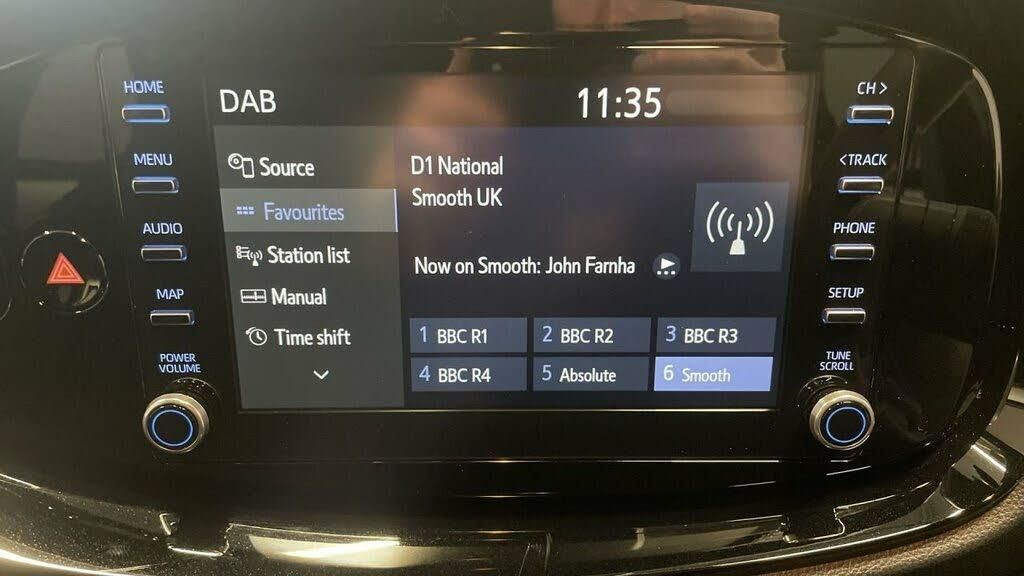 HOME
MENU
AUDIO
MAP
POWER
VOLUME
DAB
11:35
Source
Favourites
Station list
Manual
Time shift
D1 National
Smooth UK
Now on Smooth: John Farnha
1 BBC R1
2 BBC R2
3 BBC R3
4 BBC R4
5 Absolute
6 Smooth
CH >
< TRACK
PHONE
SETUP
TUNE
SCROLL